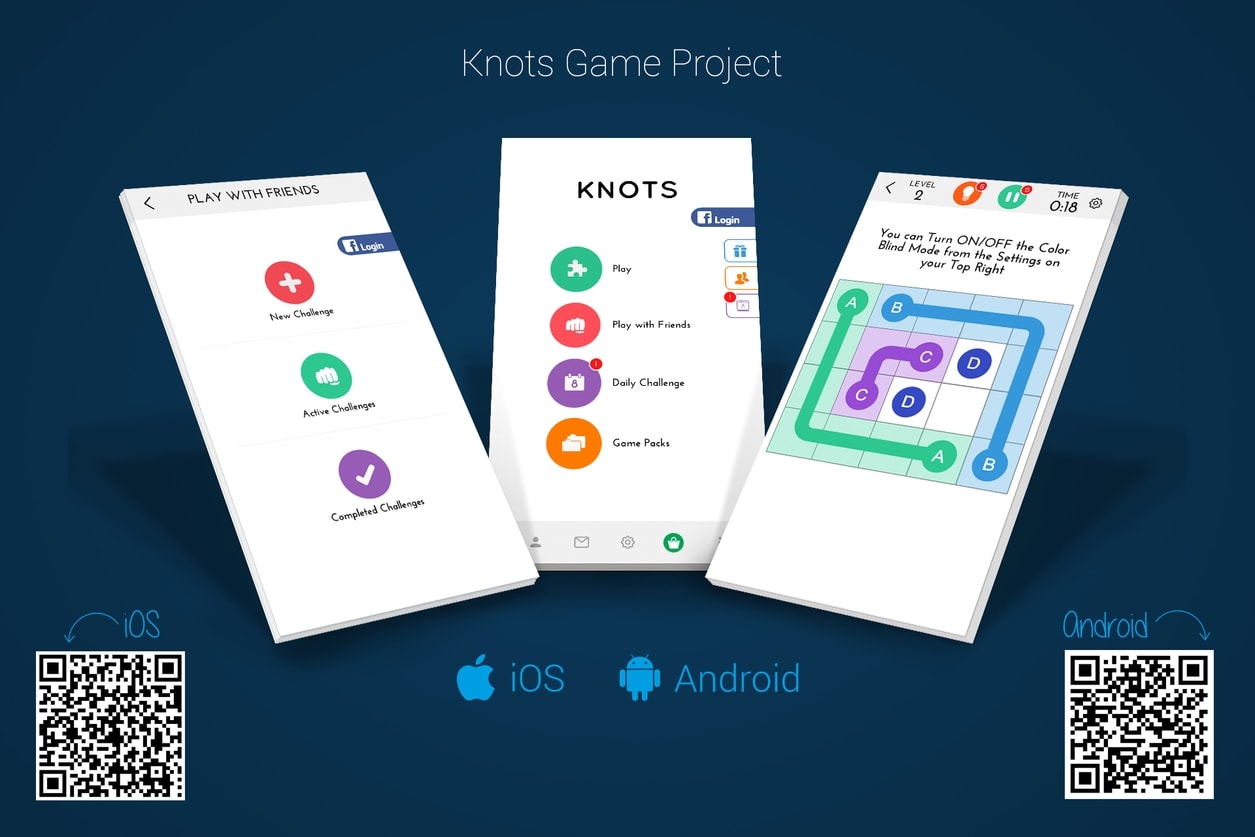 Knots Game Project
PLAY WITH FRIENDS
f Login
New Challenge
Active Challenges
Completed Challenges
KNOTS
f Login
Play
Play with Friends
!
8
Daily Challenge
Game Packs
!
LEVEL
2
5
5
TIME
0:18
You can Turn ON/OFF the Color
Blind Mode from the Settings on
your Top Right
A
B
C
D
C
D
A
B
iOS
Android
iOS
Android